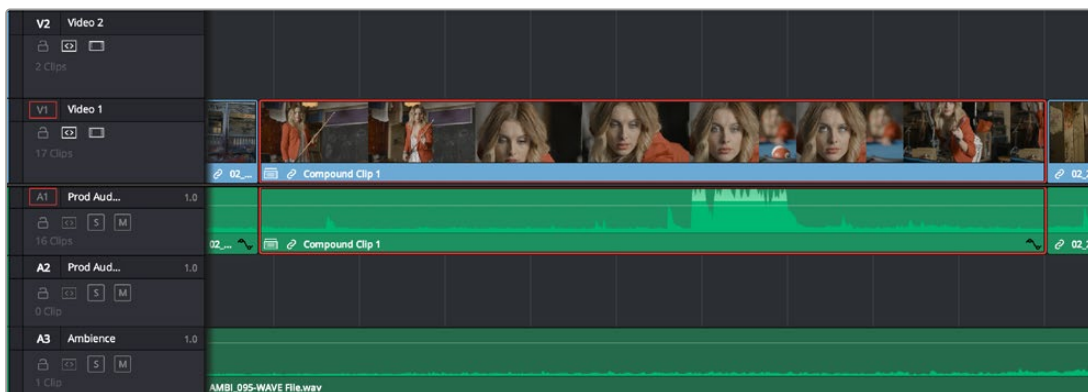 V2 Video 2
2 Clips
V1 Video 1
17 Clips
02_...
Compound Clip 1
02_
A1 Prod Aud... 1.0
S M
16 Clips
02_...
Compound Clip 1
02_
A2 Prod Aud... 1.0
S M
0 Clip
A3 Ambience 1.0
S M
1 Clip
AMBI_095-WAVE File.wav